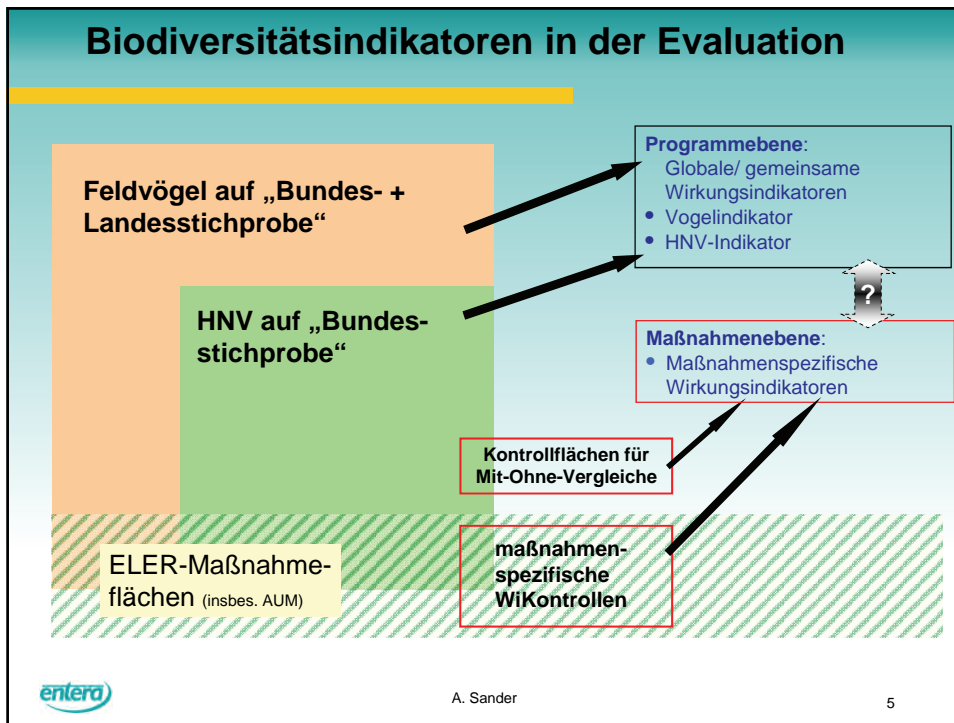 Biodiversitätsindikatoren in der Evaluation
Feldvögel auf „Bundes- +
Landesstichprobe“
HNV auf „Bundes-
stichprobe“
Programmebene:
Globale/ gemeinsame
Wirkungsindikatoren
• Vogelindikator
• HNV-Indikator
?
Maßnahmenebene:
• Maßnahmenspezifische
Wirkungsindikatoren
Kontrollflächen für
Mit-Ohne-Vergleiche
maßnahmen-
spezifische
WiKontrollen
ELER-Maßnahme-
flächen (insbes. AUM)
entera
A. Sander
5